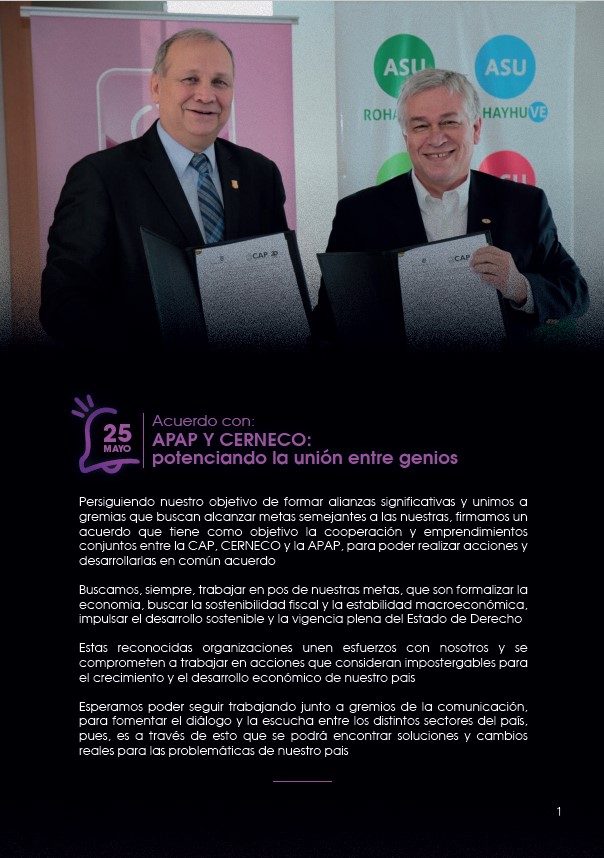 ASU
ASU
ROHA
HAYHUVE
ASU
CAP
CAP
25
MAYO
Acuerdo con:
APAP Y CERNECO:
potenciando la unión entre genios
Persiguiendo nuestro objetivo de formar alianzas significativas y unimos a
gremias que buscan alcanzar metas semejantes a las nuestras, firmamos un
acuerdo que tiene como objetivo la cooperación y emprendimientos
conjuntos entre la CAP, CERNECO y la APAP, para poder realizar acciones y
desarrollarlas en común acuerdo
Buscamos, siempre, trabajar en pos de nuestras metas, que son formalizar la
economía, buscar la sostenibilidad fiscal y la estabilidad macroeconómica,
impulsar el desarrollo sostenible y la vigencia plena del Estado de Derecho
Estas reconocidas organizaciones unen esfuerzos con nosotros y se
comprometen a trabajar en acciones que consideran impostergables para
el crecimiento y el desarrollo económico de nuestro pais
Esperamos poder seguir trabajando junto a gremios de la comunicación,
para fomentar el diálogo y la escucha entre los distintos sectores del país,
pues, es a través de esto que se podrá encontrar soluciones y cambios
reales para las problemáticas de nuestro pais
1